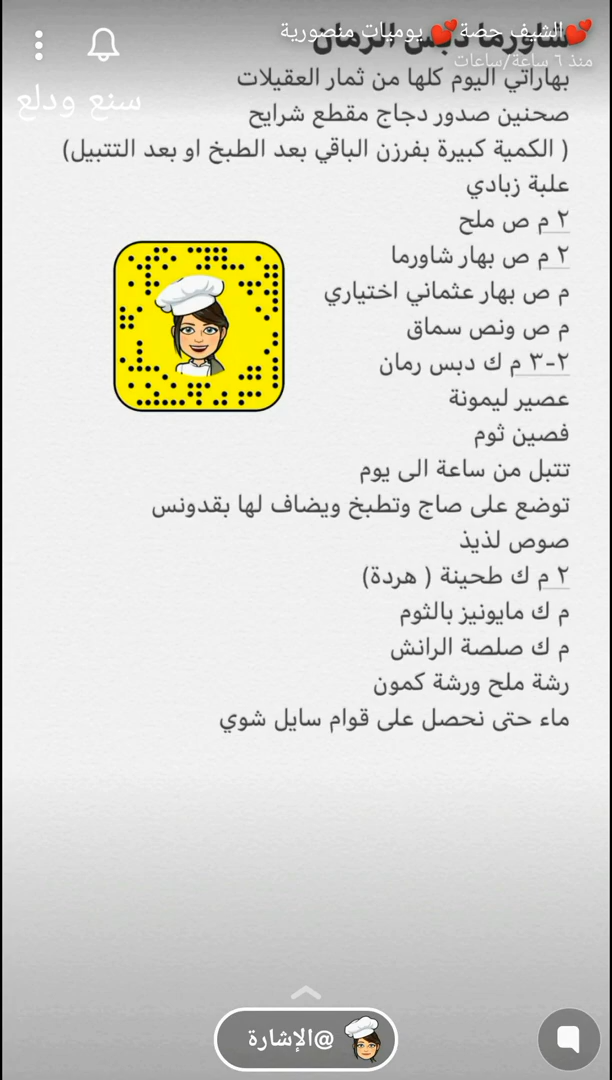 💕الشيف حصة💕 يوميات منصورية
شاورما دبس الرمان
منذ ٦ ساعة/ساعات
بهاراتي اليوم كلها من ثمار العقيلات
سنع ودلع
صحنين صدور دجاج مقطع شرايح
( الكمية كبيرة بفرزن الباقي بعد الطبخ او بعد التتبيل)
علبة زبادي
٢ م ص ملح
٢ م ص بهار شاورما
م ص بهار عثماني اختياري
م ص ونص سماق
٢-٣ م ك دبس رمان
عصير ليمونة
فصين ثوم
تتبل من ساعة الى يوم
توضع على صاج وتطبخ ويضاف لها بقدونس
صوص لذيذ
٢ م ك طحينة ( هردة)
م ك مايونيز بالثوم
م ك صلصة الرانش
رشة ملح ورشة كمون
ماء حتى نحصل على قوام سايل شوي
@الإشارة